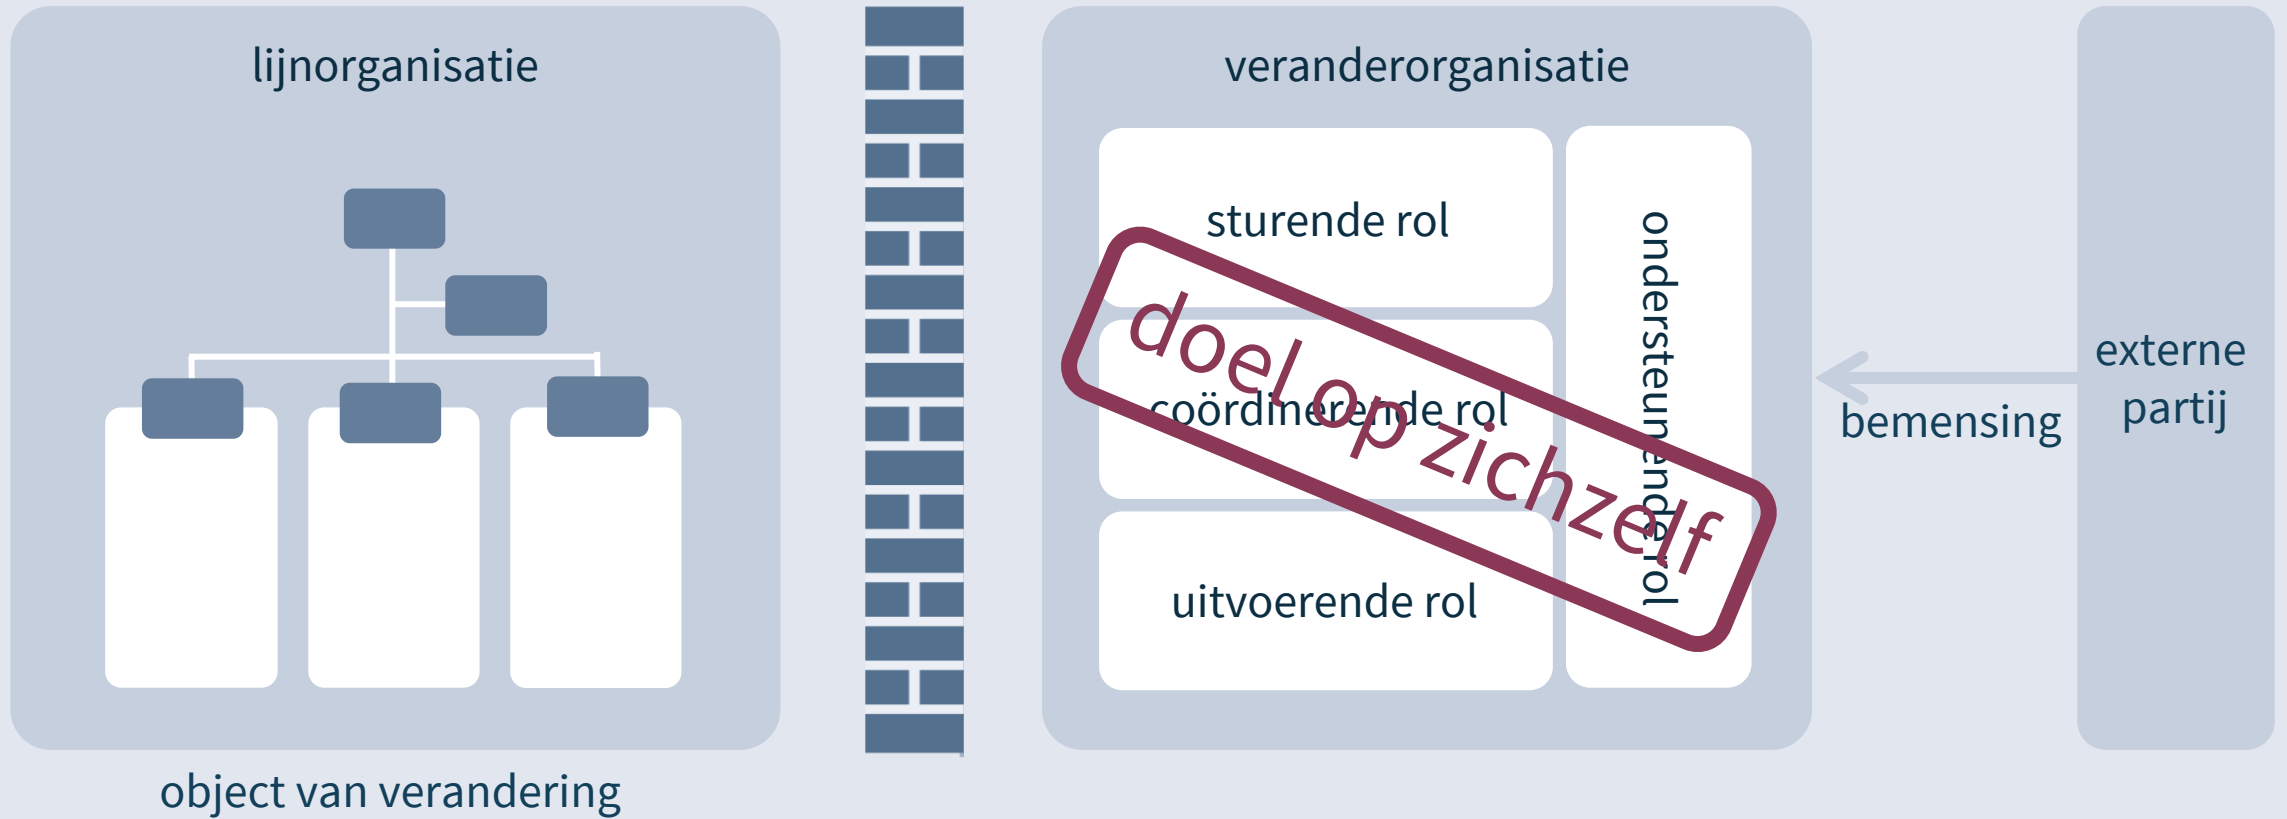 lijnorganisatie
object van verandering
veranderorganisatie
sturende rol
coördinerende rol
uitvoerende rol
ondersteunende rol
doel op zichzelf
bemensing
externe
partij